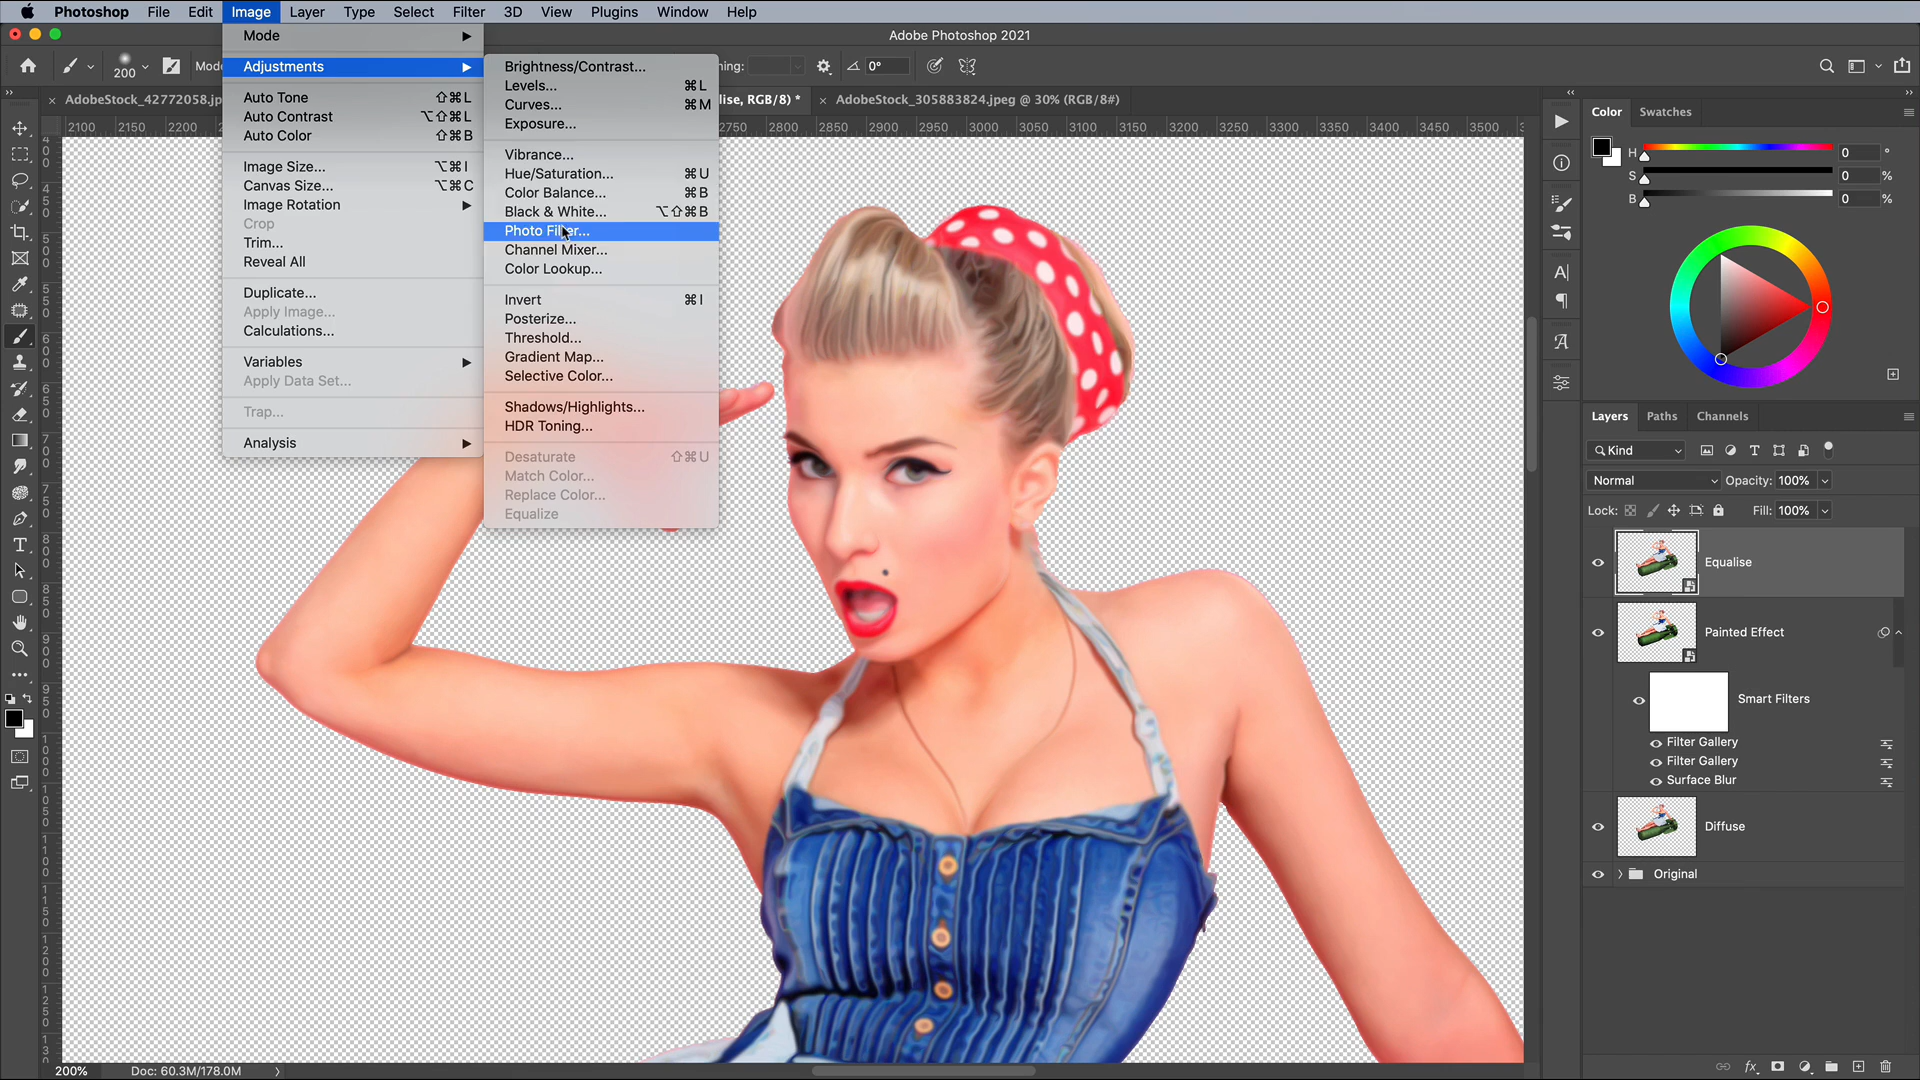 Photoshop File Edit Image Layer Type Select Filter 3D View Plugins Window Help
Adobe Photoshop 2021
200 Mode 0°
AdobeStock_42772058.jp lise, RGB/8) * AdobeStock_305883824.jpeg @ 30% (RGB/8#)
2100 2150 2200 2750 2800 2850 2900 2950 3000 3050 3100 3150 3200 3250 3300 3350 3400 3450 3500
Mode
Adjustments
Auto Tone ⇧⌘L
Auto Contrast ⌥⇧⌘L
Auto Color ⇧⌘B
Image Size... ⌥⌘I
Canvas Size... ⌥⌘C
Image Rotation
Crop
Trim...
Reveal All
Duplicate...
Apply Image...
Calculations...
Variables
Apply Data Set...
Trap...
Analysis
Brightness/Contrast...
Levels... ⌘L
Curves... ⌘M
Exposure...
Vibrance...
Hue/Saturation... ⌘U
Color Balance... ⌘B
Black & White... ⌥⇧⌘B
Photo Filter...
Channel Mixer...
Color Lookup...
Invert ⌘I
Posterize...
Threshold...
Gradient Map...
Selective Color...
Shadows/Highlights...
HDR Toning...
Desaturate ⇧⌘U
Match Color...
Replace Color...
Equalize
Color Swatches
H 0 °
S 0 %
B 0 %
Layers Paths Channels
Kind
Normal Opacity: 100%
Lock: Fill: 100%
Equalise
Painted Effect
Smart Filters
Filter Gallery
Filter Gallery
Surface Blur
Diffuse
Original
200% Doc: 60.3M/178.0M